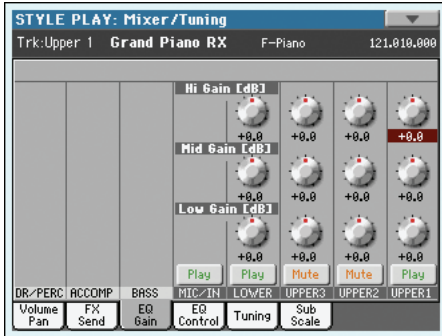 STYLE PLAY: Mixer/Tuning
Trk:Upper 1 Grand Piano RX F-Piano 121.010.000
Hi Gain [dB]
+0.0 +0.0 +0.0 +0.0
Mid Gain [dB]
+0.0 +0.0 +0.0 +0.0
Low Gain [dB]
+0.0 +0.0 +0.0 +0.0
Play Play Mute Mute Play
DR/PERC ACCOMP BASS MIC/IN LOWER UPPER3 UPPER2 UPPER1
Volume Pan FX Send EQ Gain EQ Control Tuning Sub Scale